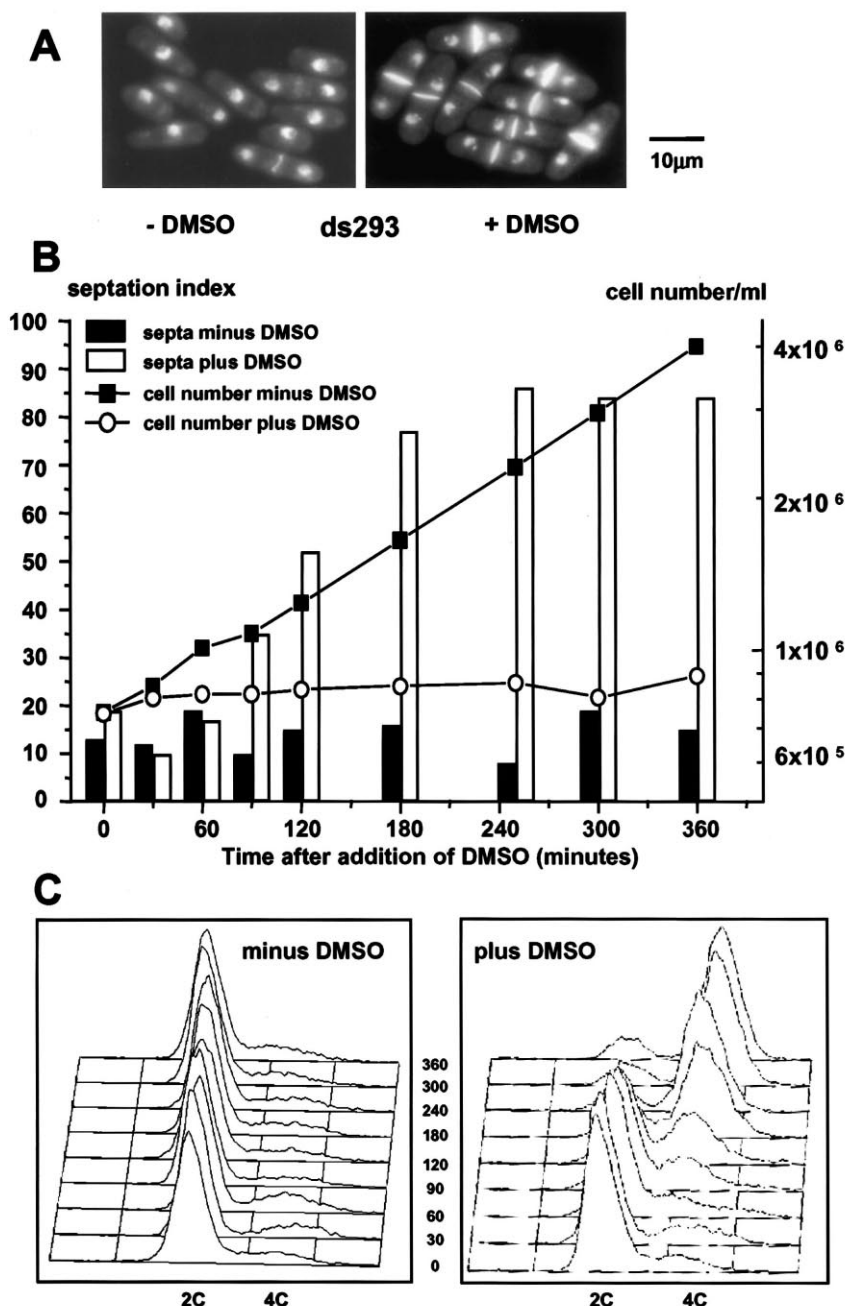 A
10µm
- DMSO ds293 + DMSO
B
septation index
cell number/ml
septa minus DMSO
septa plus DMSO
cell number minus DMSO
cell number plus DMSO
100
90
80
70
60
50
40
30
20
10
0
4x10 6
2x10 6
1x10 6
6x10 5
0 60 120 180 240 300 360
Time after addition of DMSO (minutes)
C
minus DMSO
plus DMSO
360
300
240
180
120
90
60
30
0
2C 4C
2C 4C